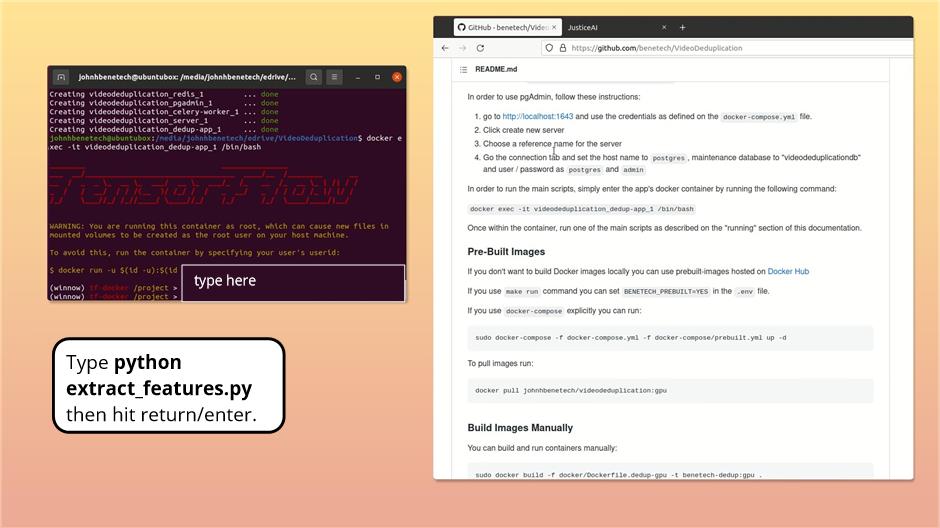 johnhbenetech@ubuntubox: /media/johnhbenetech/edrive/...
Creating videodeduplication_redis_1 ... done
Creating videodeduplication_pgadmin_1 ... done
Creating videodeduplication_celery-worker_1 ... done
Creating videodeduplication_server_1 ... done
Creating videodeduplication_dedup-app_1 ... done
johnhbenetech@ubuntubox:/media/johnhbenetech/edrive/VideoDeduplication$ docker e
xec -it videodeduplication_dedup-app_1 /bin/bash
WARNING: You are running this container as root, which can cause new files in
mounted volumes to be created as the root user on your host machine.
To avoid this, run the container by specifying your user's userid:
$ docker run -u $(id -u):$(id
(winnow) tf-docker /project >
(winnow) tf-docker /project >
type here
Type python
extract_features.py
then hit return/enter.
GitHub - benetech/Video
JusticeAI
https://github.com/benetech/VideoDeduplication
README.md
In order to use pgAdmin, follow these instructions:
1. go to http://localhost:1643 and use the credentials as defined on the docker-compose.yml file.
2. Click create new server
3. Choose a reference name for the server
4. Go the connection tab and set the host name to postgres , maintenance database to "videodeduplicationdb"
and user / password as postgres and admin
In order to run the main scripts, simply enter the app's docker container by running the following command:
docker exec -it videodeduplication_dedup-app_1 /bin/bash
Once within the container, run one of the main scripts as described on the "running" section of this documentation.
Pre-Built Images
If you don't want to build Docker images locally you can use prebuilt-images hosted on Docker Hub
If you use make run command you can set BENETECH_PREBUILT=YES in the .env file.
If you use docker-compose explicitly you can run:
sudo docker-compose -f docker-compose.yml -f docker-compose/prebuilt.yml up -d
To pull images run:
docker pull johnhbenetech/videodeduplication:gpu
Build Images Manually
You can build and run containers manually:
sudo docker build -f docker/Dockerfile.dedup-gpu -t benetech-dedup:gpu .